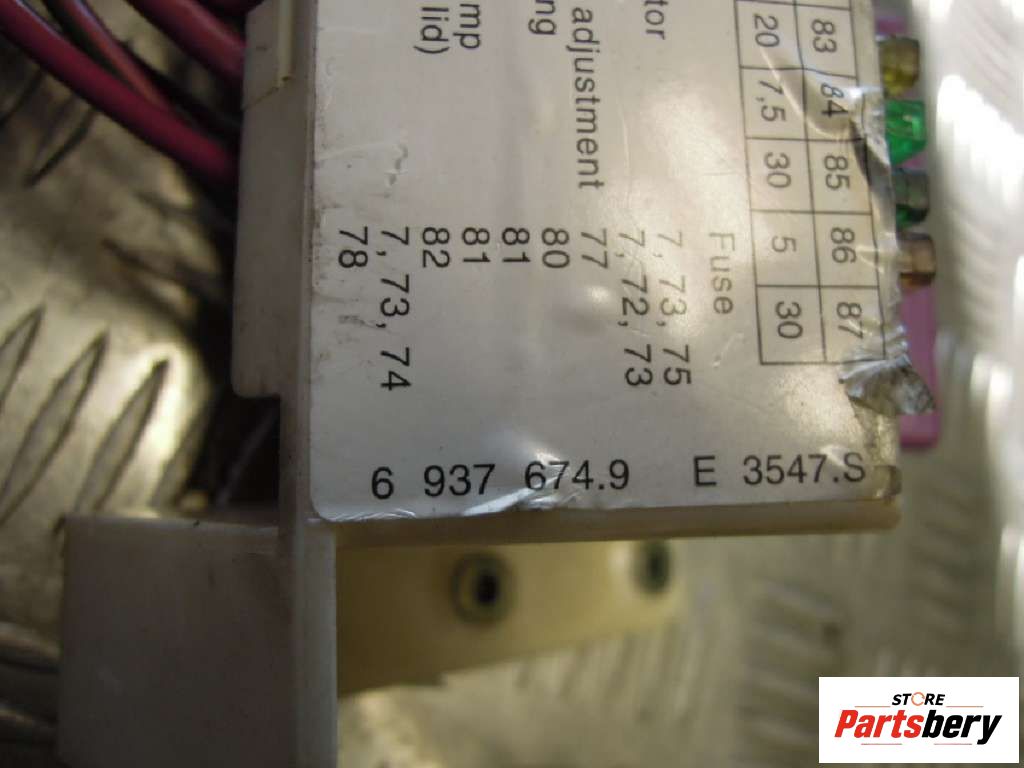 83 84 85 86 87
20 7,5 30 5 30
Fuse
tor 7, 73, 75
7, 72, 73
adjustment 77
ng 80
81
mp 81
lid) 82
7, 73, 74
78
6 937 674.9 E 3547.S
STORE
Partsbery